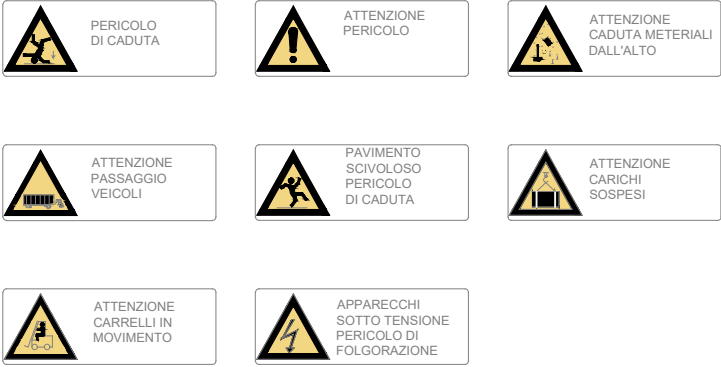 PERICOLO
DI CADUTA
ATTENZIONE
PERICOLO
ATTENZIONE
CADUTA METERIALI
DALL'ALTO
ATTENZIONE
PASSAGGIO
VEICOLI
PAVIMENTO
SCIVOLOSO
PERICOLO
DI CADUTA
ATTENZIONE
CARICHI
SOSPESI
ATTENZIONE
CARRELLI IN
MOVIMENTO
APPARECCHI
SOTTO TENSIONE
PERICOLO DI
FOLGORAZIONE